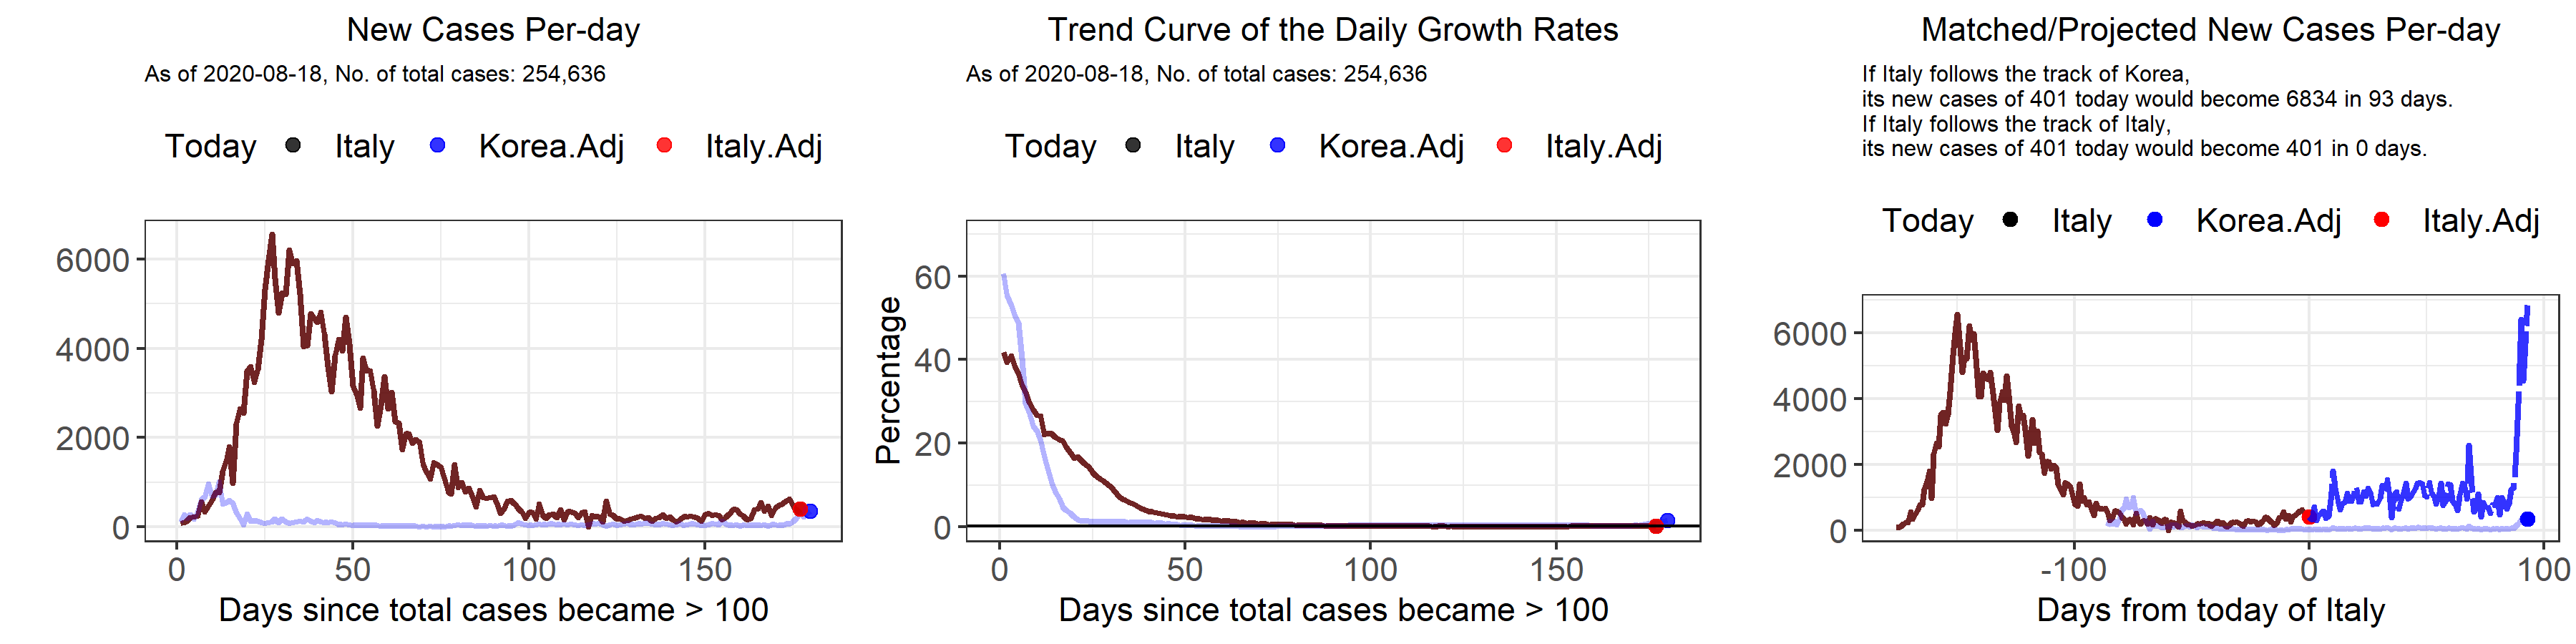 New Cases Per-day
As of 2020-08-18, No. of total cases: 254,636
Today Italy Korea.Adj Italy.Adj
6000
4000
2000
0
0 50 100 150
Days since total cases became > 100
Trend Curve of the Daily Growth Rates
As of 2020-08-18, No. of total cases: 254,636
Today Italy Korea.Adj Italy.Adj
Percentage
60
40
20
0
0 50 100 150
Days since total cases became > 100
Matched/Projected New Cases Per-day
If Italy follows the track of Korea,
its new cases of 401 today would become 6834 in 93 days.
If Italy follows the track of Italy,
its new cases of 401 today would become 401 in 0 days.
Today Italy Korea.Adj Italy.Adj
6000
4000
2000
0
-100 0 100
Days from today of Italy